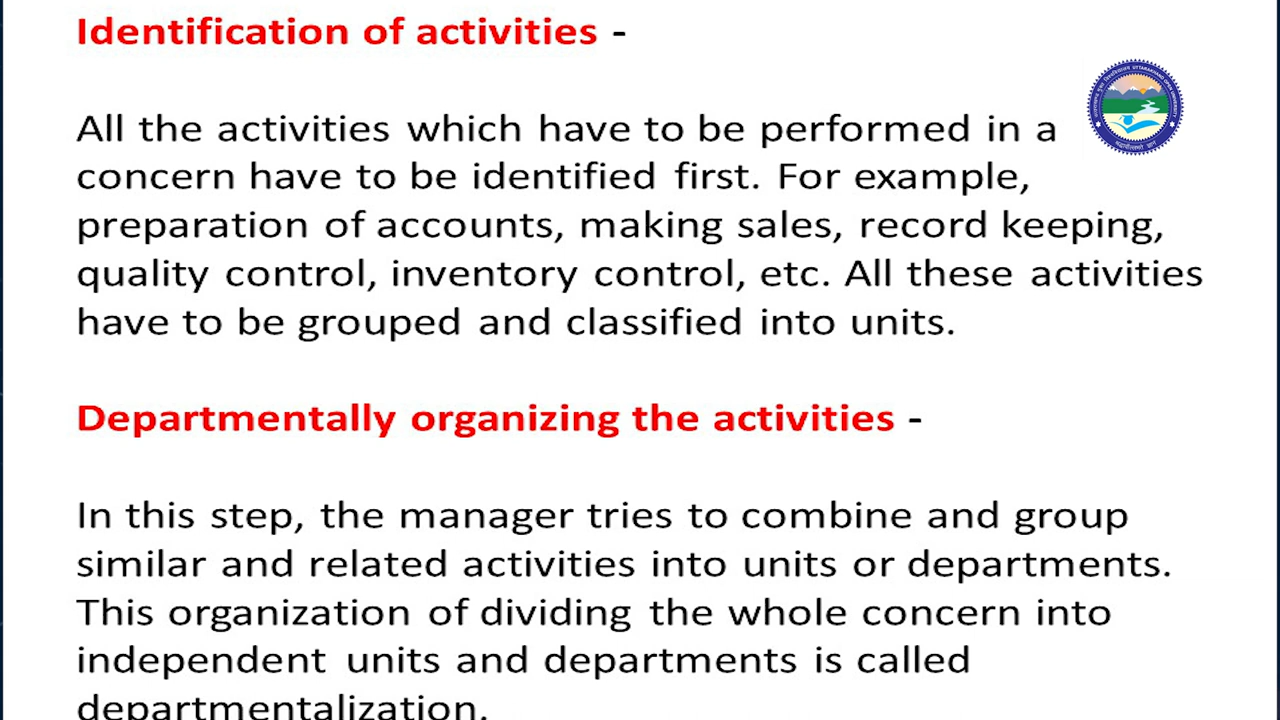 Identification of activities -
All the activities which have to be performed in a
concern have to be identified first. For example,
preparation of accounts, making sales, record keeping,
quality control, inventory control, etc. All these activities
have to be grouped and classified into units.
Departmentally organizing the activities -
In this step, the manager tries to combine and group
similar and related activities into units or departments.
This organization of dividing the whole concern into
independent units and departments is called
departmentalization.